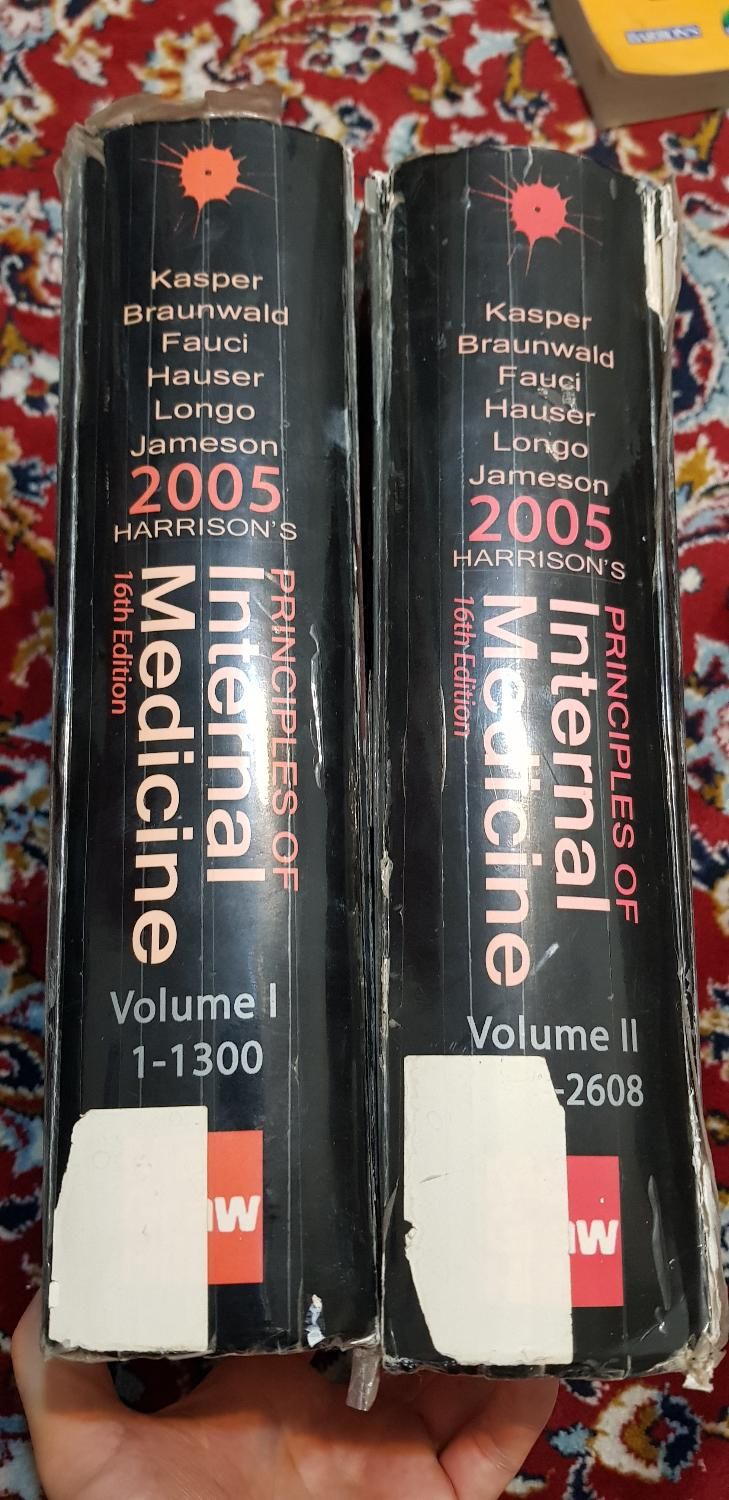 Kasper
Braunwald
Fauci
Hauser
Longo
Jameson
2005
HARRISON'S
PRINCIPLES OF
Internal
Medicine
16th Edition
Volume I
1-1300
Kasper
Braunwald
Fauci
Hauser
Longo
Jameson
2005
HARRISON'S
PRINCIPLES OF
Internal
Medicine
16th Edition
Volume II
-2608
BARRON'S